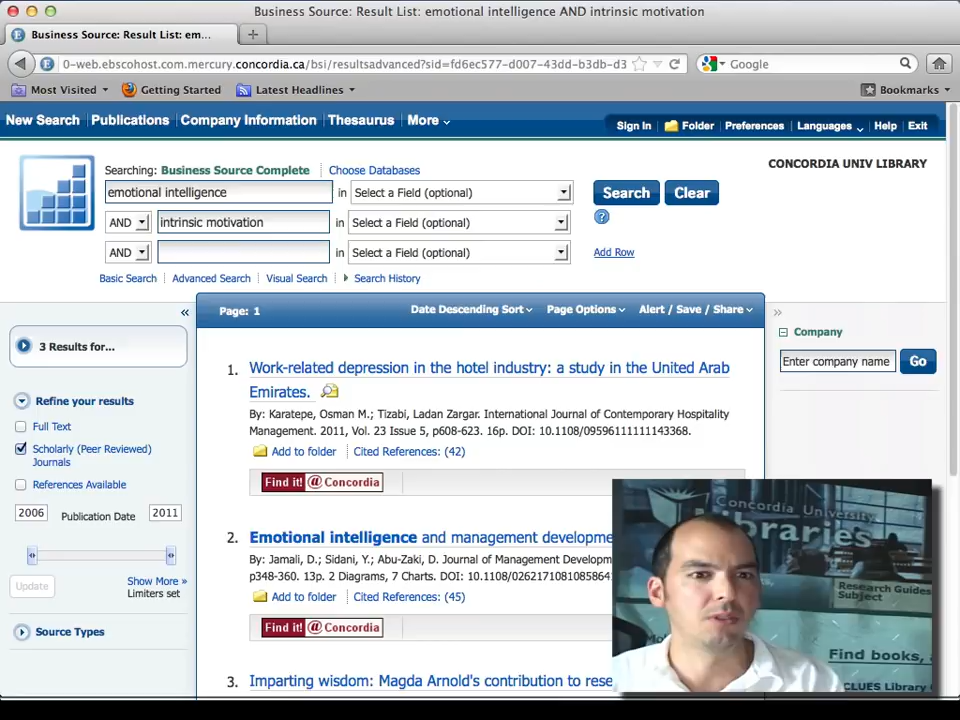 Business Source: Result List: emotional intelligence AND intrinsic motivation
Business Source: Result List: em...
0-web.ebscohost.com.mercury.concordia.ca/bsi/resultsadvanced?sid=fd6ec577-d007-43dd-b3db-d3
Google
Most Visited
Getting Started
Latest Headlines
Bookmarks
New Search Publications Company Information Thesaurus More
Sign In Folder Preferences Languages Help Exit
Searching: Business Source Complete Choose Databases
CONCORDIA UNIV LIBRARY
emotional intelligence in Select a Field (optional) Search Clear
AND intrinsic motivation in Select a Field (optional)
AND in Select a Field (optional) Add Row
Basic Search Advanced Search Visual Search Search History
Page: 1 Date Descending Sort Page Options Alert / Save / Share
3 Results for...
Refine your results
Full Text
Scholarly (Peer Reviewed)
Journals
References Available
2006 Publication Date 2011
Update
Show More »
Limiters set
Source Types
1. Work-related depression in the hotel industry: a study in the United Arab
Emirates.
By: Karatepe, Osman M.; Tizabi, Ladan Zargar. International Journal of Contemporary Hospitality
Management. 2011, Vol. 23 Issue 5, p608-623. 16p. DOI: 10.1108/09596111111143368.
Add to folder Cited References: (42)
Find it! @Concordia
2. Emotional intelligence and management developme
By: Jamali, D.; Sidani, Y.; Abu-Zaki, D. Journal of Management Develop
p348-360. 13p. 2 Diagrams, 7 Charts. DOI: 10.1108/0262171081085864
Add to folder Cited References: (45)
Find it! @Concordia
3. Imparting wisdom: Magda Arnold's contribution to rese
Company
Enter company name Go
Concordia University
Libraries
Research Guides
Subject
Find books, a
CLUES Library